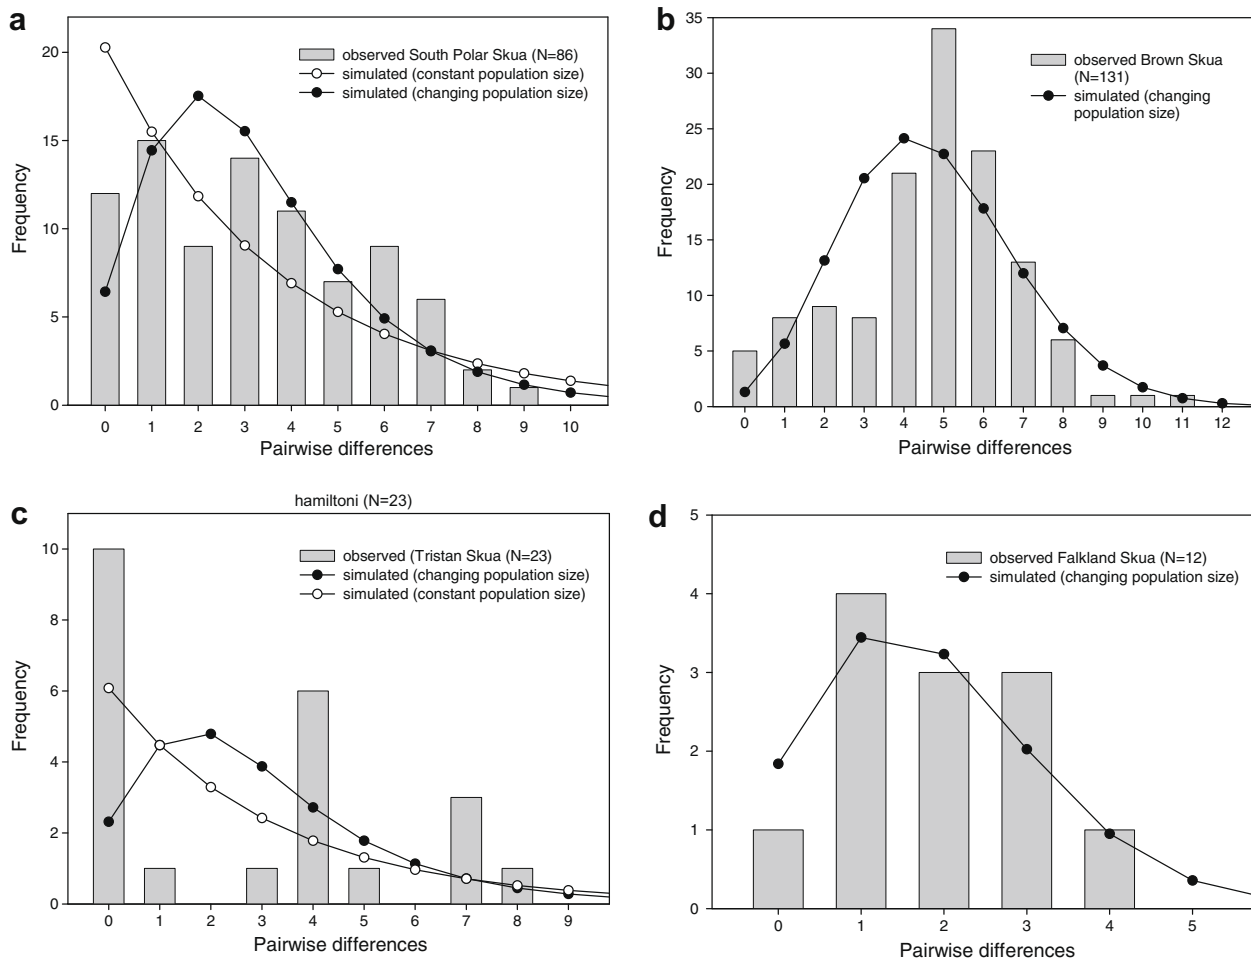 a
20
15
10
5
0
Frequency
observed South Polar Skua (N=86)
simulated (constant population size)
simulated (changing population size)
0 1 2 3 4 5 6 7 8 9 10
Pairwise differences
b
35
30
25
20
15
10
5
0
Frequency
observed Brown Skua
(N=131)
simulated (changing
population size)
0 1 2 3 4 5 6 7 8 9 10 11 12
Pairwise differences
c
hamiltoni (N=23)
10
8
6
4
2
0
Frequency
observed (Tristan Skua (N=23)
simulated (changing population size)
simulated (constant population size)
0 1 2 3 4 5 6 7 8 9
Pairwise differences
d
5
4
3
2
1
0
Frequency
observed Falkland Skua (N=12)
simulated (changing population size)
0 1 2 3 4 5
Pairwise differences